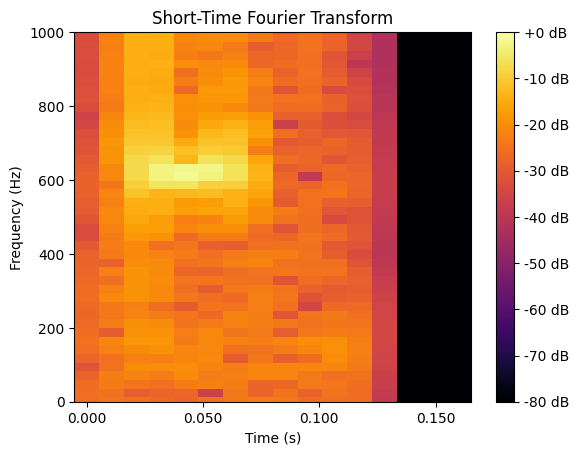 Short-Time Fourier Transform
1000
800
600
400
200
0
Frequency (Hz)
0.000
0.050
0.100
0.150
Time (s)
+0 dB
-10 dB
-20 dB
-30 dB
-40 dB
-50 dB
-60 dB
-70 dB
-80 dB